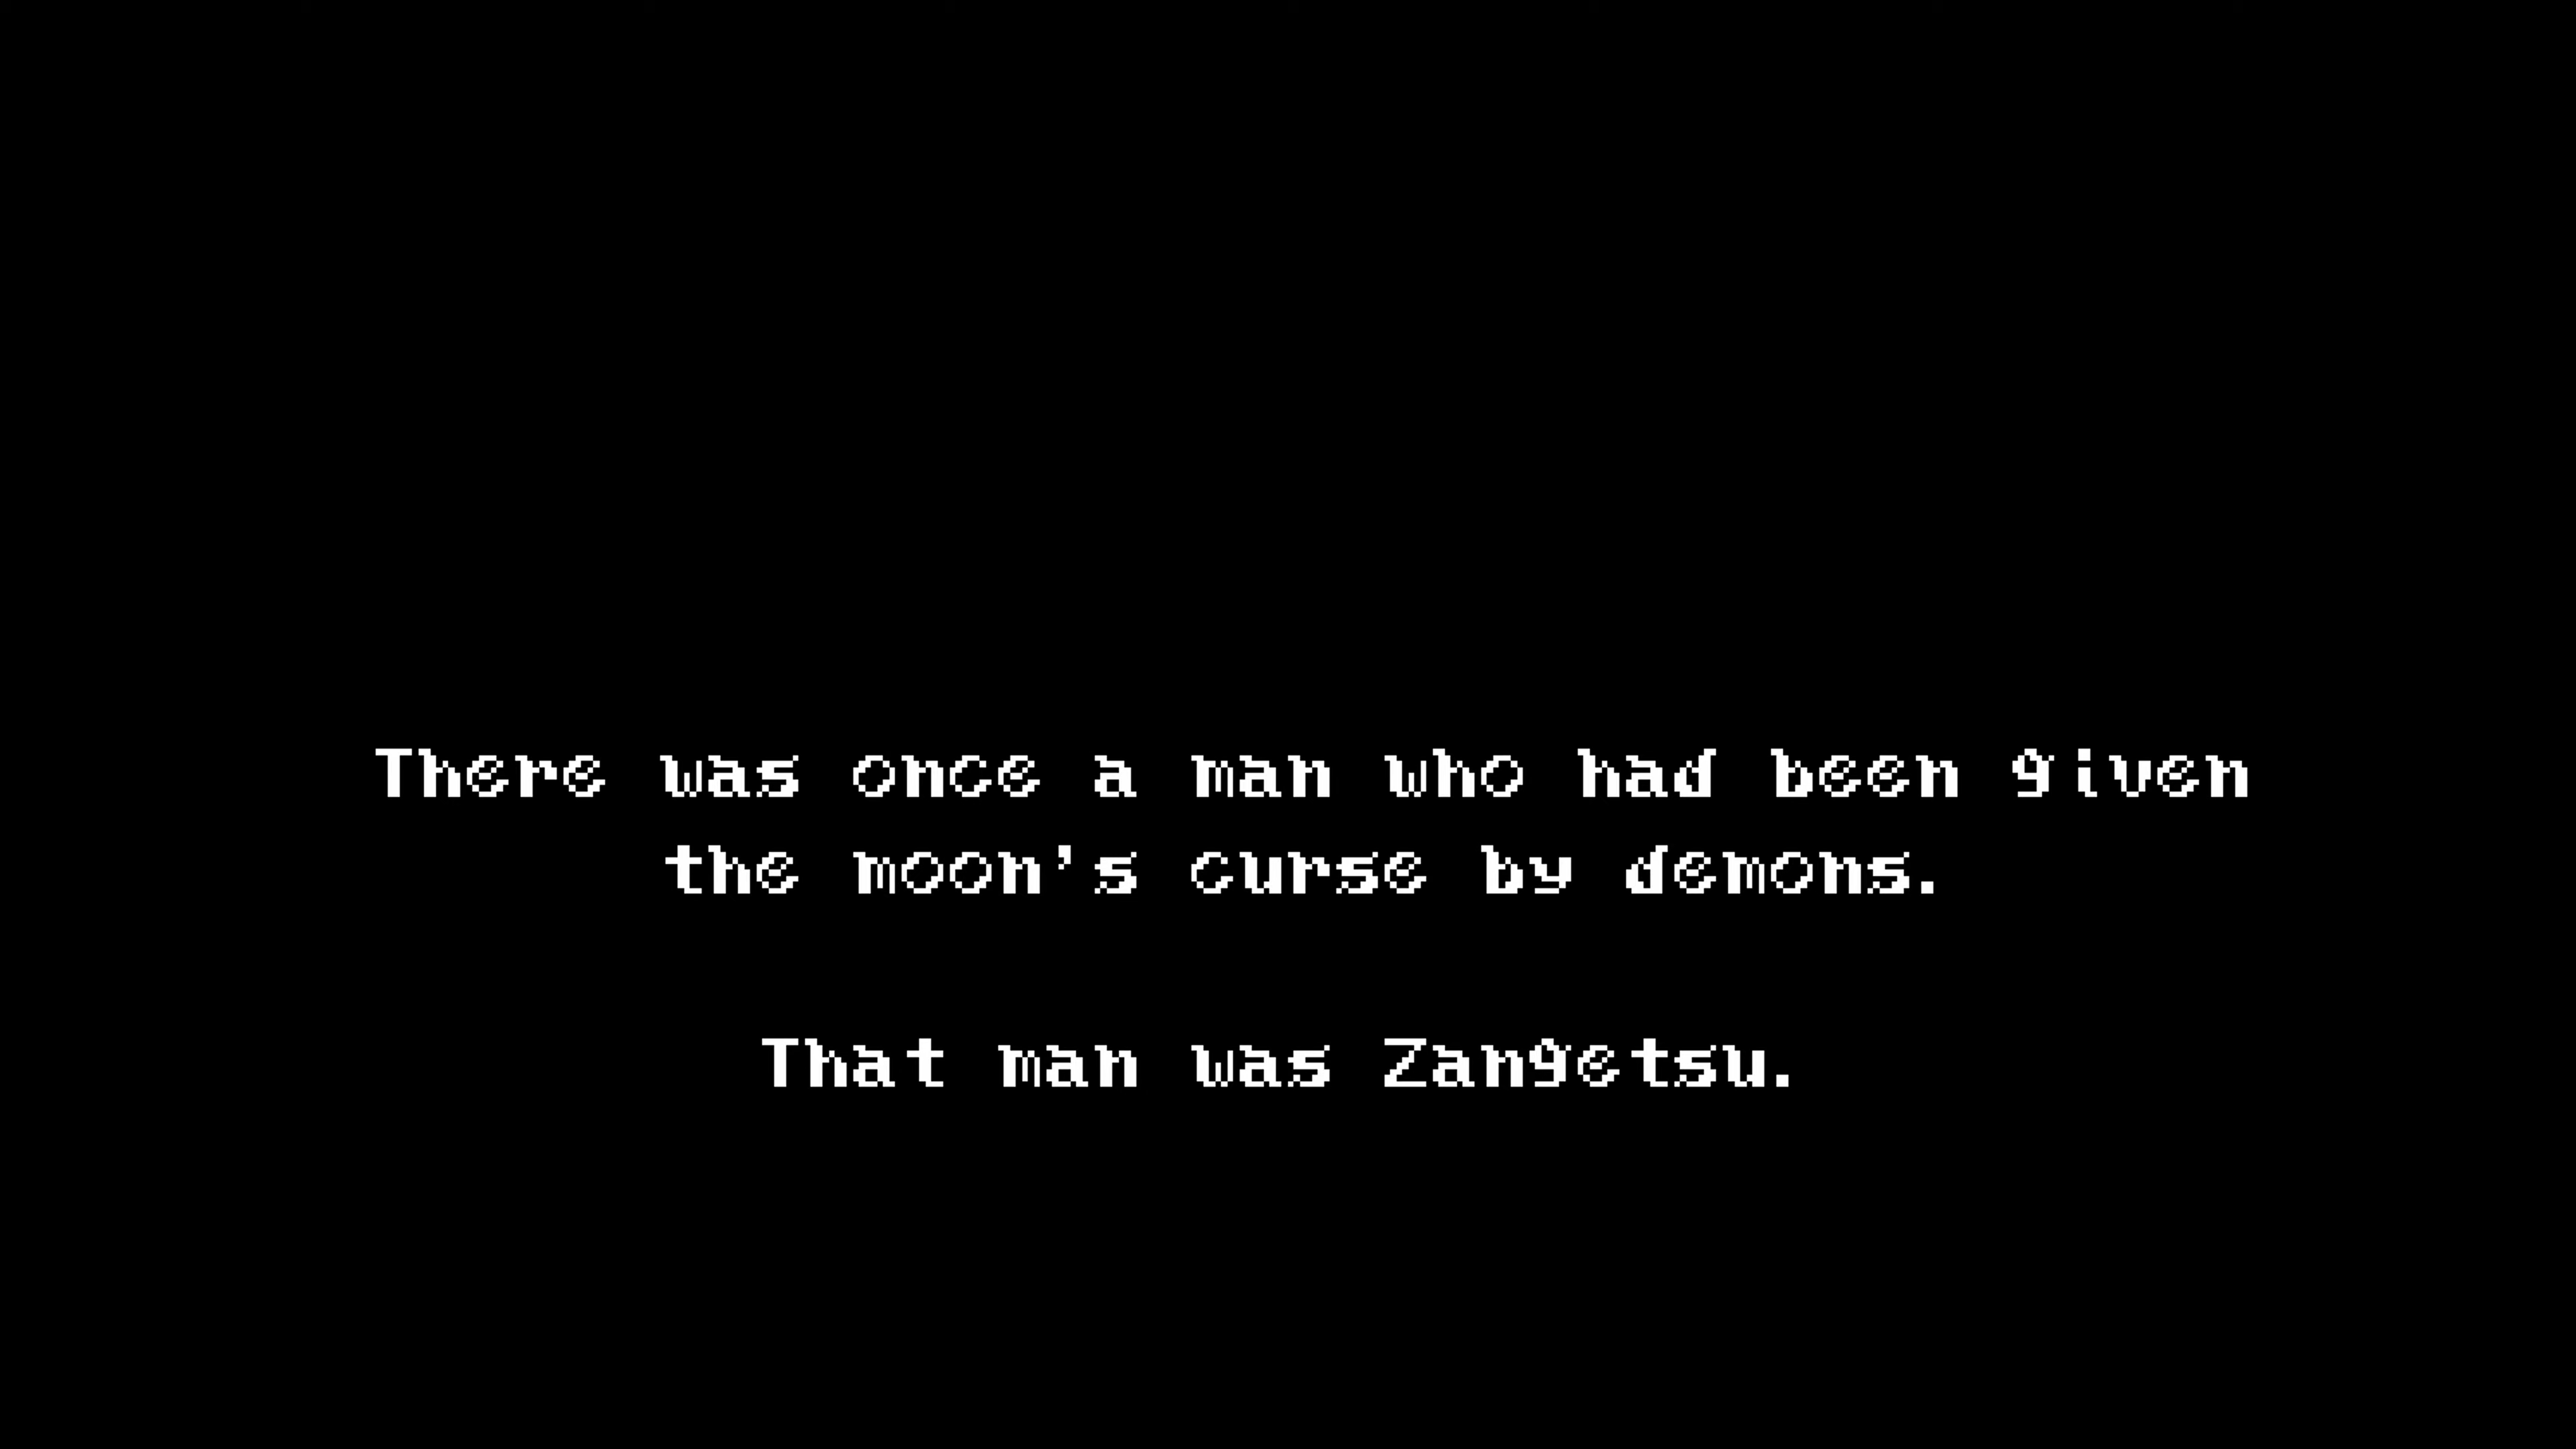 There was once a man who had been given
the moon's curse by demons.
That man was Zangetsu.